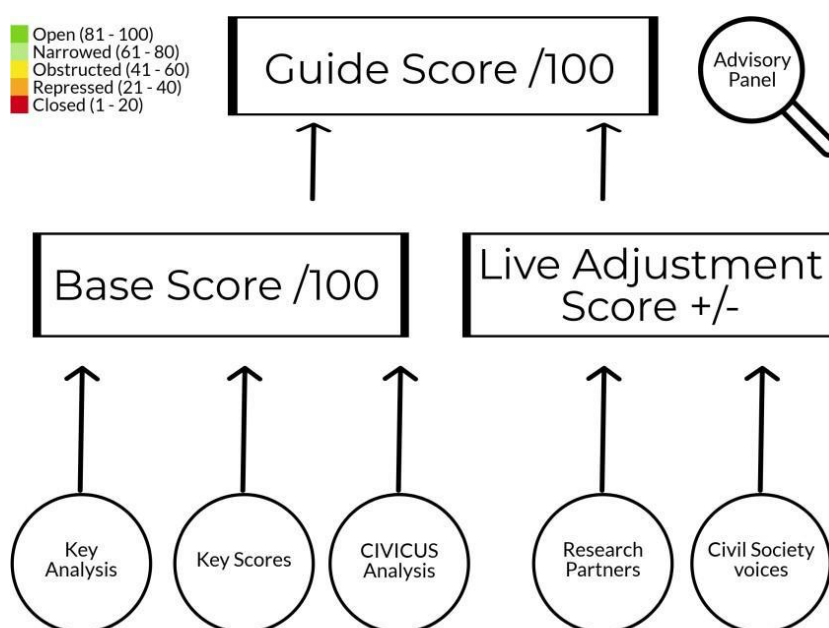 Open (81 - 100)
Narrowed (61 - 80)
Obstructed (41 - 60)
Repressed (21 - 40)
Closed (1 - 20)
Guide Score /100
Advisory
Panel
Base Score /100
Live Adjustment
Score +/-
Key
Analysis
Key Scores
CIVICUS
Analysis
Research
Partners
Civil Society
voices